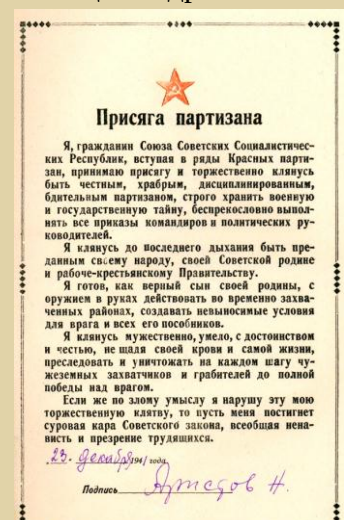 Присяга партизана
Я, гражданин Союза Советских Социалистичес-
ких Республик, вступая в ряды Красных парти-
зан, принимаю присягу и торжественно клянусь
быть честным, храбрым, дисциплинированным,
бдительным партизаном, строго хранить военную
и государственную тайну, беспрекословно выпол-
нять все приказы командиров и политических ру-
ководителей.
Я клянусь до последнего дыхания быть пре-
данным своему народу, своей Советской родине
и рабоче-крестьянскому Правительству.
Я готов, как верный сын своей родины, с
оружием в руках действовать во временно захва-
ченных районах, создавать невыносимые условия
для врага и всех его пособников.
Я клянусь мужественно, умело, с достоинством
и честью, не щадя своей крови и самой жизни,
преследовать и уничтожать на каждом шагу чу-
жеземных захватчиков и грабителей до полной
победы над врагом.
Если же по злому умыслу я нарушу эту мою
торжественную клятву, то пусть меня постигнет
суровая кара Советского закона, всеобщая нена-
висть и презрение трудящихся.
„23“ декабря 1941 года.
Подпись